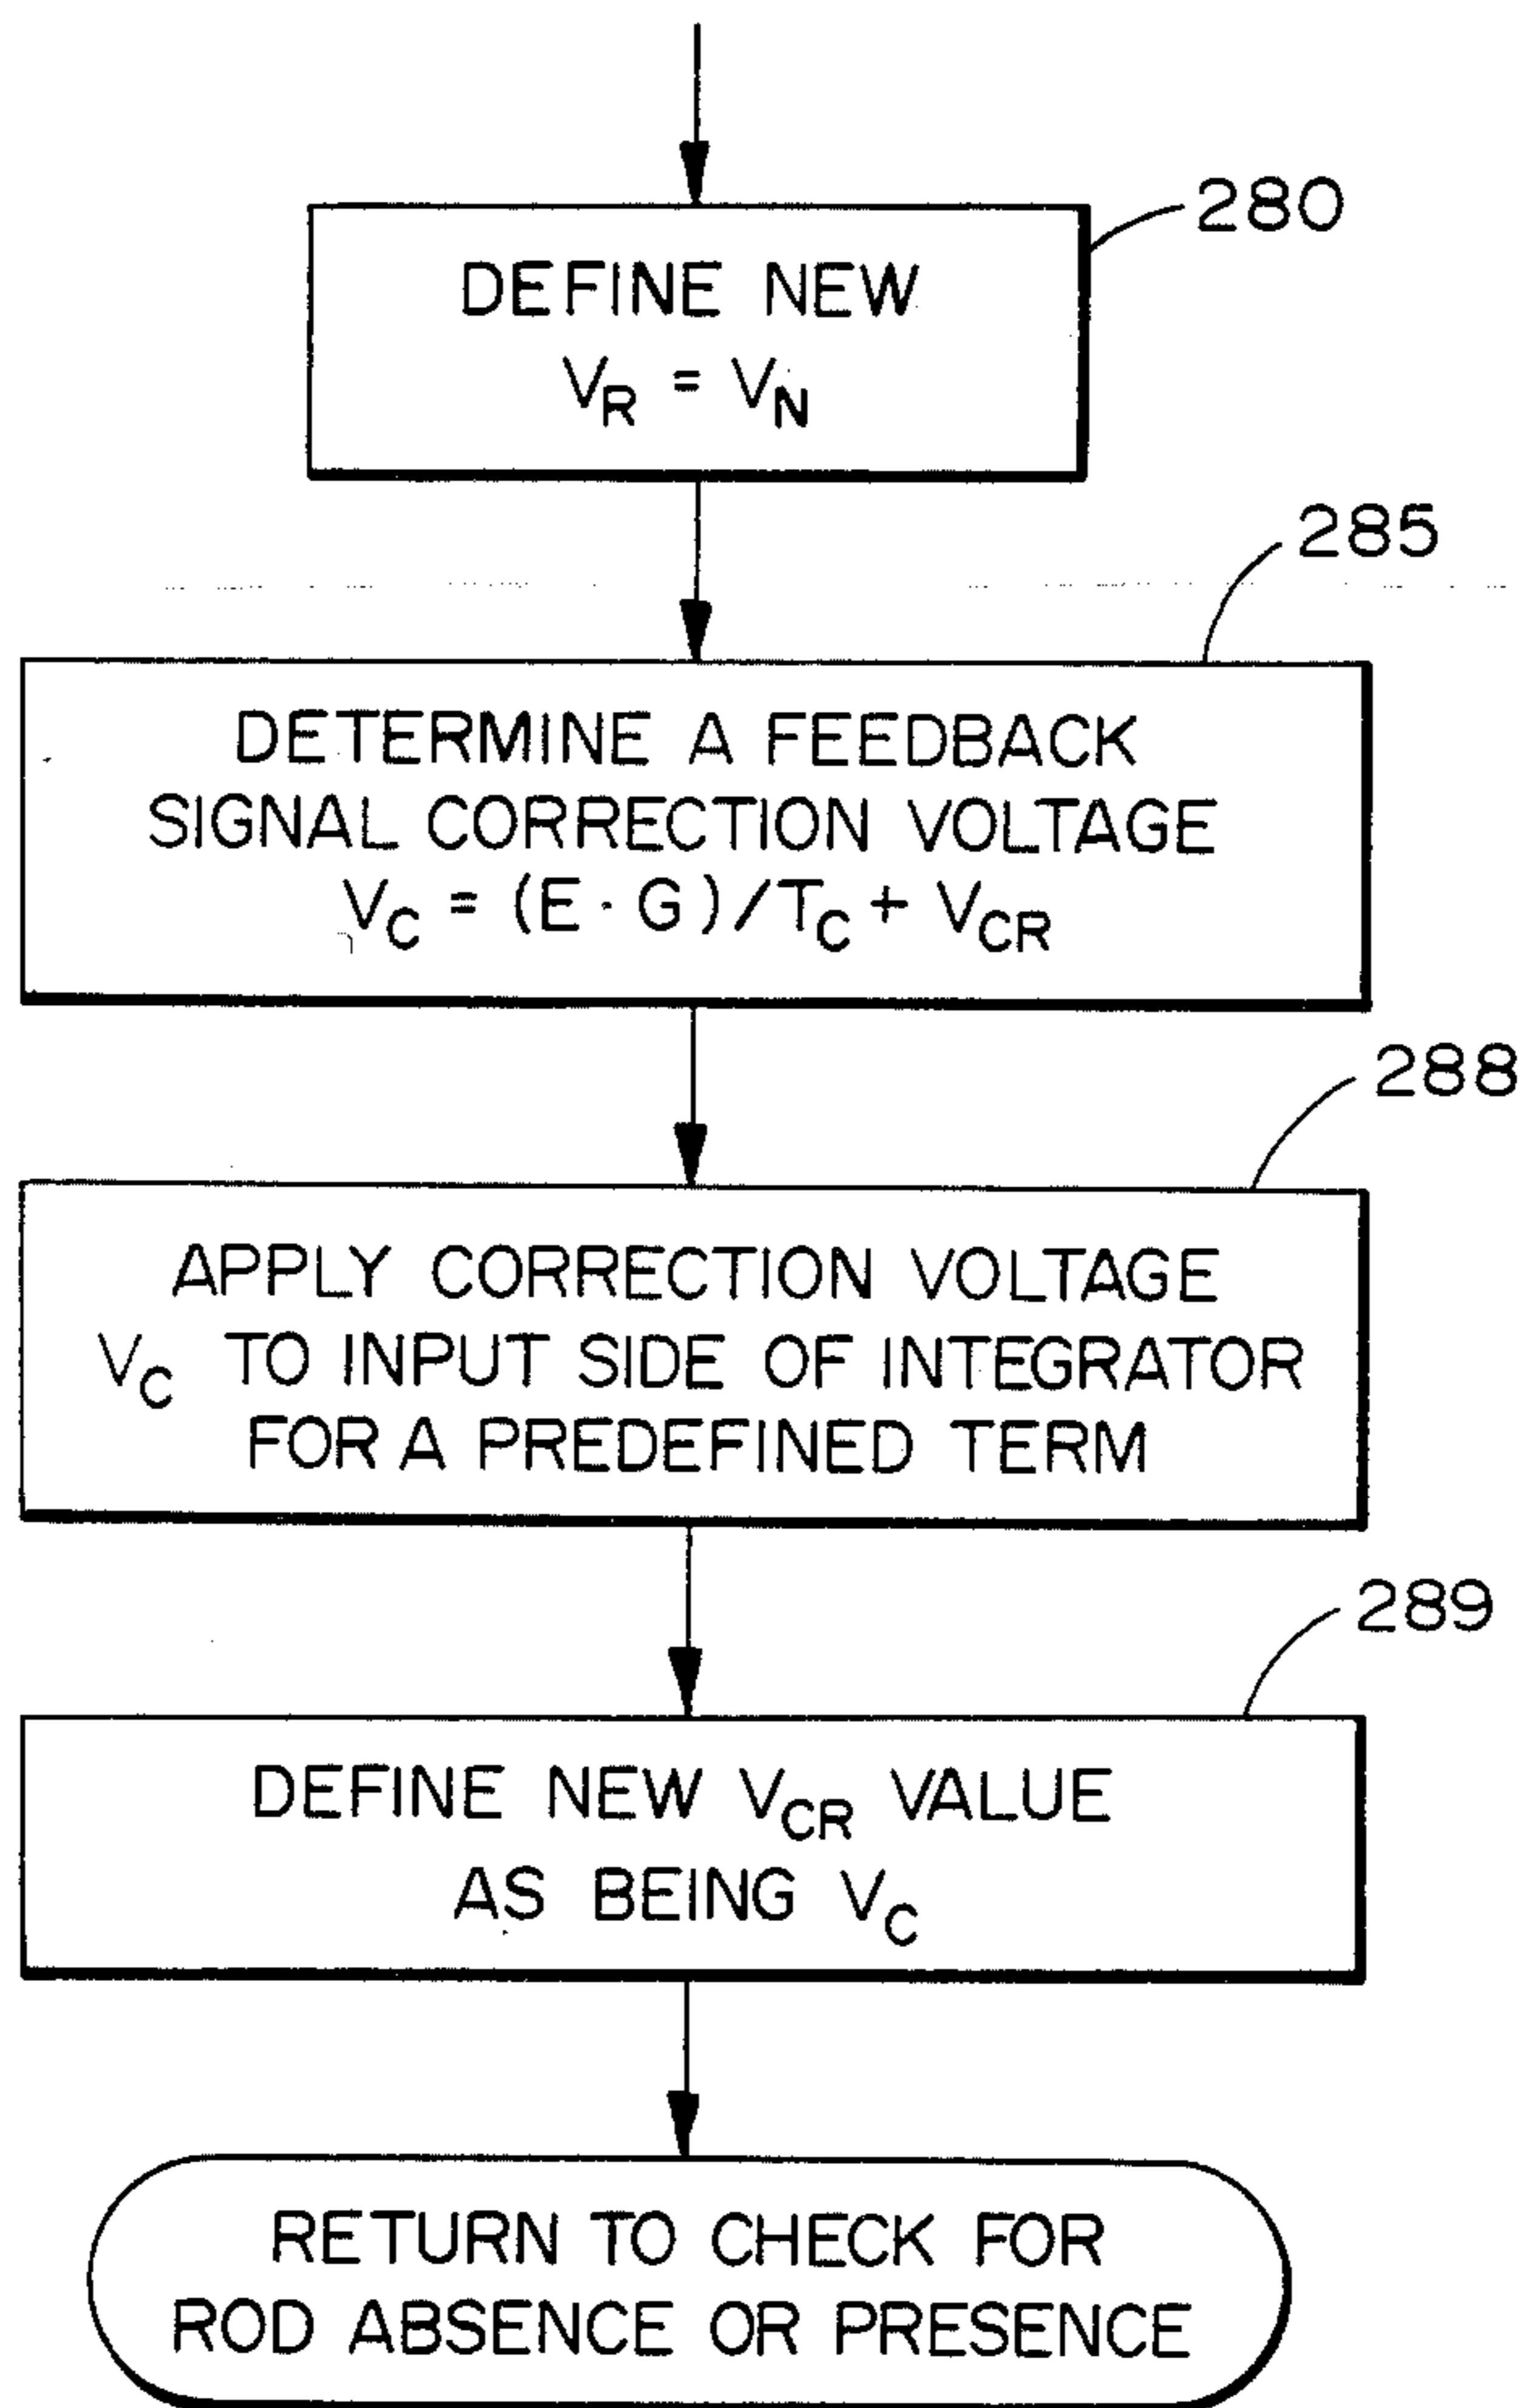 280
DEFINE NEW
V_R = V_N
285
DETERMINE A FEEDBACK
SIGNAL CORRECTION VOLTAGE
V_C = (E · G)/T_C + V_CR
288
APPLY CORRECTION VOLTAGE
V_C TO INPUT SIDE OF INTEGRATOR
FOR A PREDEFINED TERM
289
DEFINE NEW V_CR VALUE
AS BEING V_C
RETURN TO CHECK FOR
ROD ABSENCE OR PRESENCE